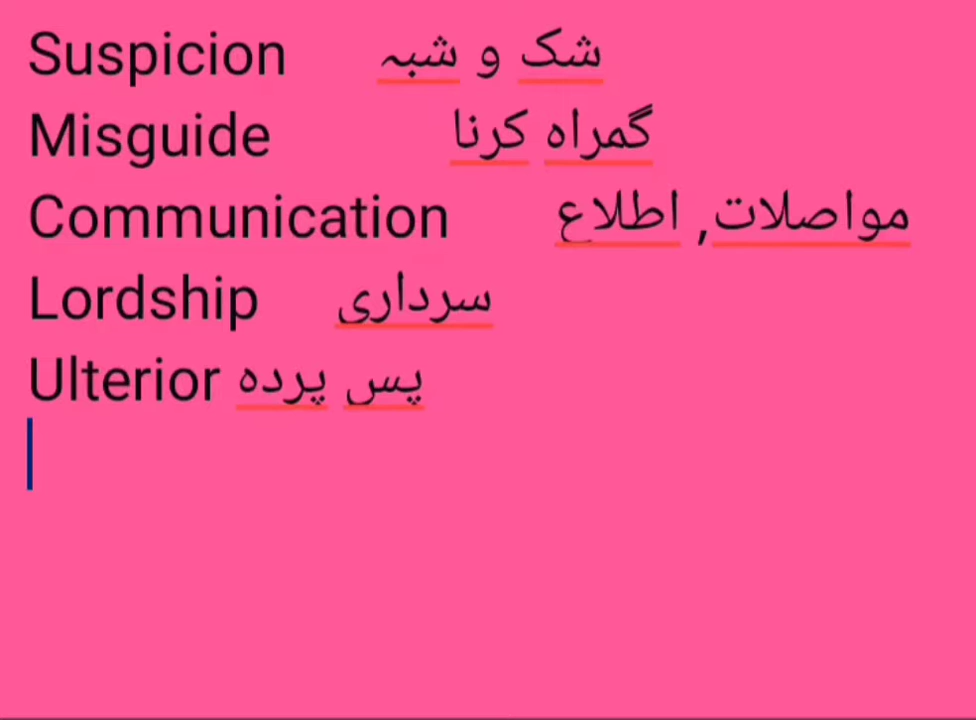 Suspicion شک و شبہ
Misguide گمراہ کرنا
Communication مواصلات, اطلاع
Lordship سرداری
Ulterior پس پردہ